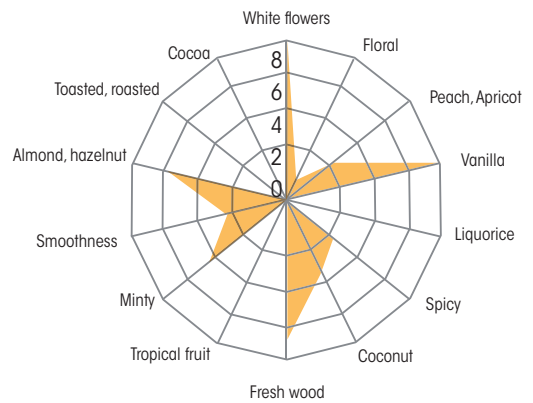 White flowers
Floral
Peach, Apricot
Vanilla
Liquorice
Spicy
Coconut
Fresh wood
Tropical fruit
Minty
Smoothness
Almond, hazelnut
Toasted, roasted
Cocoa
8
6
4
2
0